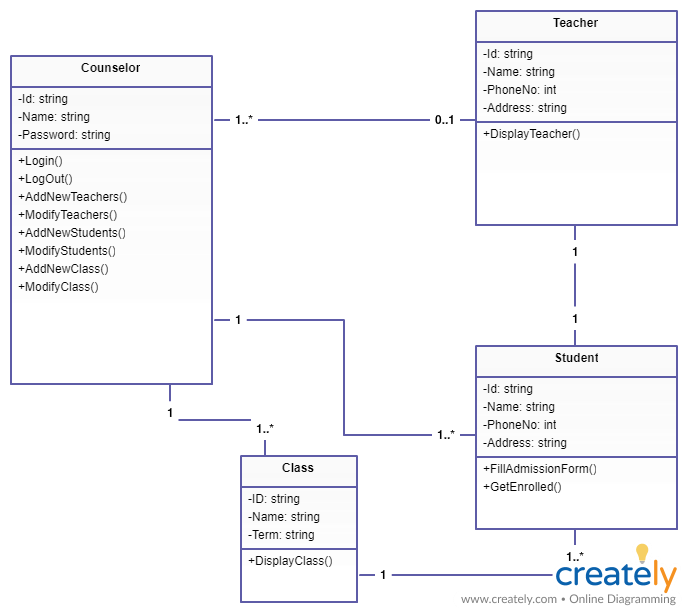 Counselor
-Id: string
-Name: string
-Password: string
+Login()
+LogOut()
+AddNewTeachers()
+ModifyTeachers()
+AddNewStudents()
+ModifyStudents()
+AddNewClass()
+ModifyClass()
1..*
0..1
Teacher
-Id: string
-Name: string
-PhoneNo: int
-Address: string
+DisplayTeacher()
1
1
1
1..*
Student
-Id: string
-Name: string
-PhoneNo: int
-Address: string
+FillAdmissionForm()
+GetEnrolled()
1
1..*
Class
-ID: string
-Name: string
-Term: string
+DisplayClass()
1
1..*
creately
www.creately.com • Online Diagramming